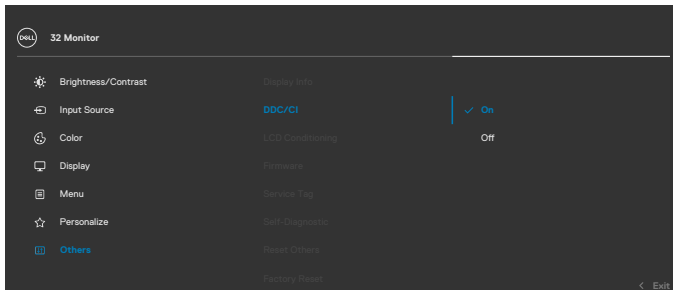 DELL
32 Monitor
Brightness/Contrast
Display Info
Input Source
DDC/CI
On
Color
LCD Conditioning
Off
Display
Firmware
Menu
Service Tag
Personalize
Self-Diagnostic
Others
Reset Others
Factory Reset
Exit